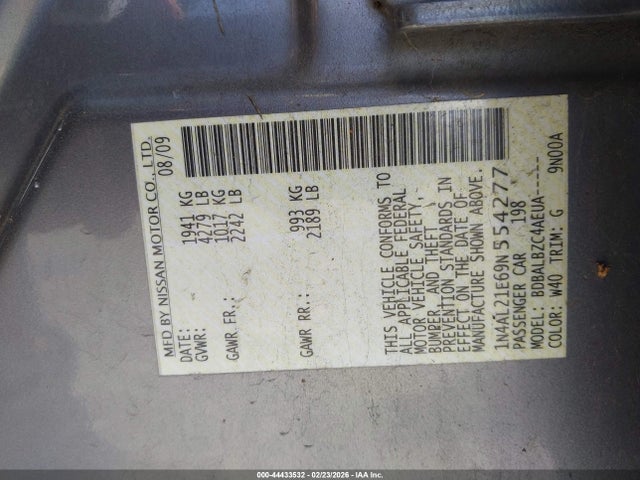 MFD BY NISSAN MOTOR CO., LTD.
DATE: 08/09
GVWR: 1941 KG
4279 LB
GAWR FR.: 1017 KG
2242 LB
GAWR RR.: 993 KG
2189 LB
THIS VEHICLE CONFORMS TO
ALL APPLICABLE FEDERAL
MOTOR VEHICLE SAFETY,
BUMPER, AND THEFT
PREVENTION STANDARDS IN
EFFECT ON THE DATE OF
MANUFACTURE SHOWN ABOVE.
1N4AL21E69N554277
PASSENGER CAR 198
MODEL: BDBALBZC4AEUA-----
COLOR: W40 TRIM: G 9N00A
000-44433532 - 02/23/2026 - IAA Inc.